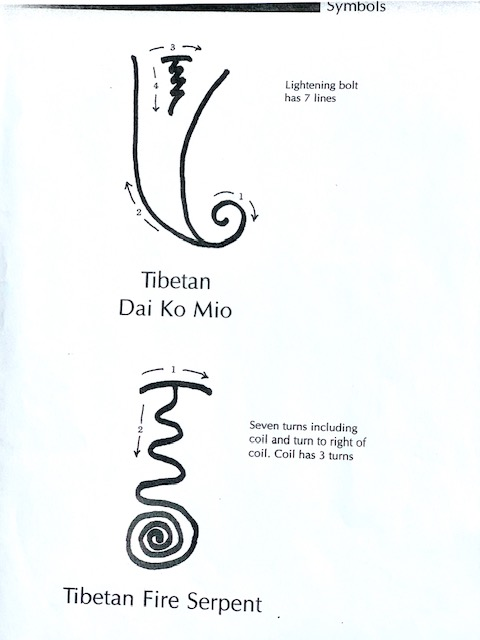 Symbols
3
4
Lightening bolt
has 7 lines
1
2
Tibetan
Dai Ko Mio
1
2
Seven turns including
coil and turn to right of
coil. Coil has 3 turns
Tibetan Fire Serpent